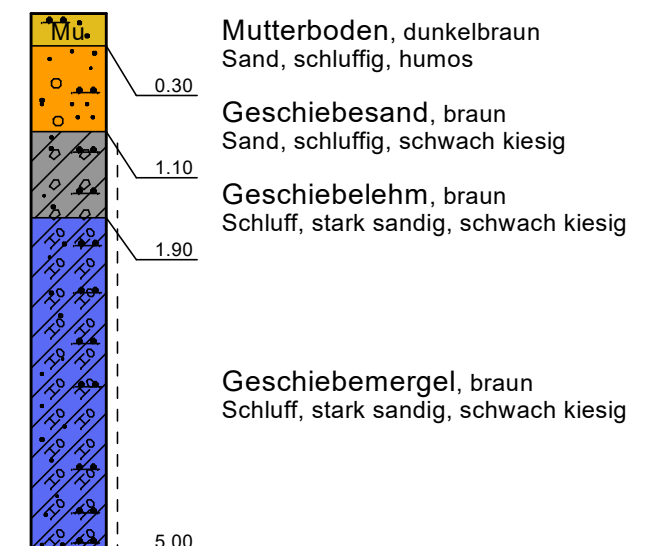 Mu
Mutterboden, dunkelbraun
Sand, schluffig, humos
0.30
Geschiebesand, braun
Sand, schluffig, schwach kiesig
1.10
Geschiebelehm, braun
Schluff, stark sandig, schwach kiesig
1.90
Geschiebemergel, braun
Schluff, stark sandig, schwach kiesig
5.00